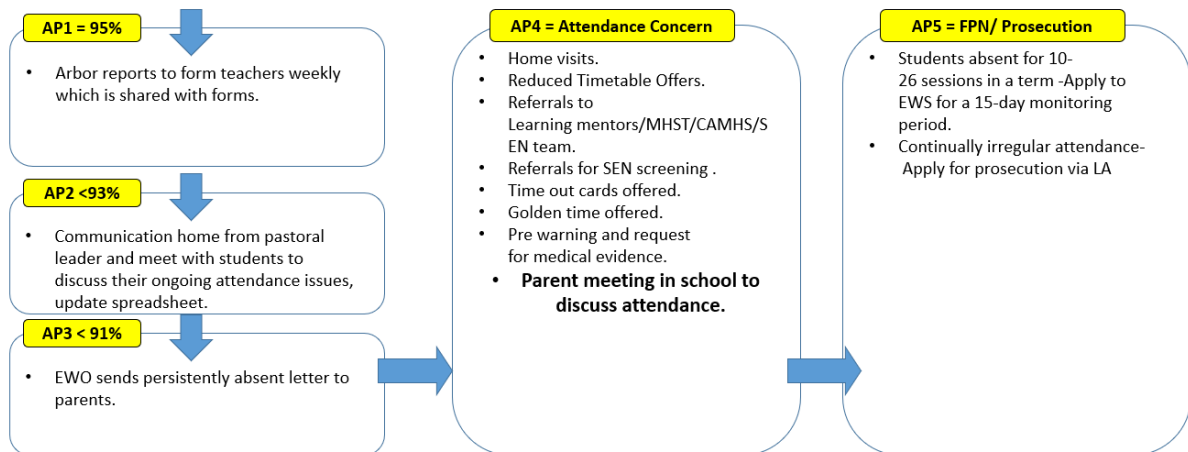 AP1 = 95%
• Arbor reports to form teachers weekly
which is shared with forms.
AP2 <93%
• Communication home from pastoral
leader and meet with students to
discuss their ongoing attendance issues,
update spreadsheet.
AP3 < 91%
• EWO sends persistently absent letter to
parents.
AP4 = Attendance Concern
• Home visits.
• Reduced Timetable Offers.
• Referrals to
Learning mentors/MHST/CAMHS/S
EN team.
• Referrals for SEN screening .
• Time out cards offered.
• Golden time offered.
• Pre warning and request
for medical evidence.
• Parent meeting in school to
discuss attendance.
AP5 = FPN/ Prosecution
• Students absent for 10-
26 sessions in a term -Apply to
EWS for a 15-day monitoring
period.
• Continually irregular attendance-
Apply for prosecution via LA